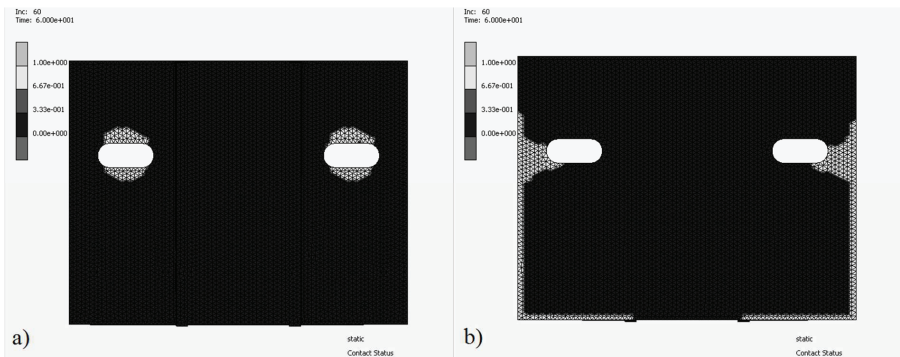 Inc: 60
Time: 6.000e+001
1.00e+000
6.67e-001
3.33e-001
0.00e+000
a)
static
Contact Status
Inc: 60
Time: 6.000e+001
1.00e+000
6.67e-001
3.33e-001
0.00e+000
b)
static
Contact Status